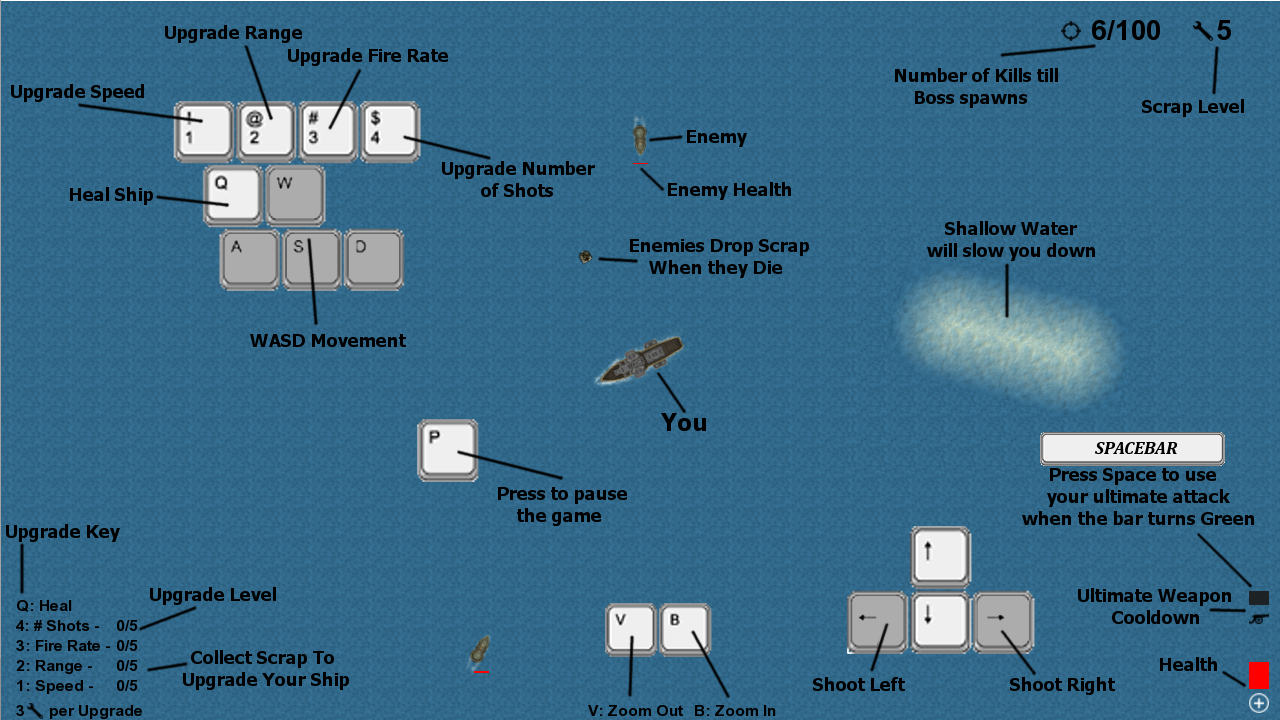 Upgrade Range
Upgrade Fire Rate
6/100
5
Number of Kills till
Boss spawns
Scrap Level
Upgrade Speed
!
1
@
2
#
3
$
4
Enemy
Upgrade Number
of Shots
Enemy Health
Heal Ship
Q
W
A
S
D
Shallow Water
will slow you down
Enemies Drop Scrap
When they Die
WASD Movement
You
P
Press to pause
the game
SPACEBAR
Press Space to use
your ultimate attack
when the bar turns Green
Upgrade Key
Upgrade Level
Q: Heal
4: # Shots - 0/5
3: Fire Rate - 0/5
2: Range - 0/5
1: Speed - 0/5
3 per Upgrade
Collect Scrap To
Upgrade Your Ship
V
B
V: Zoom Out B: Zoom In
↑
← ↓ →
Shoot Left
Shoot Right
Ultimate Weapon
Cooldown
Health